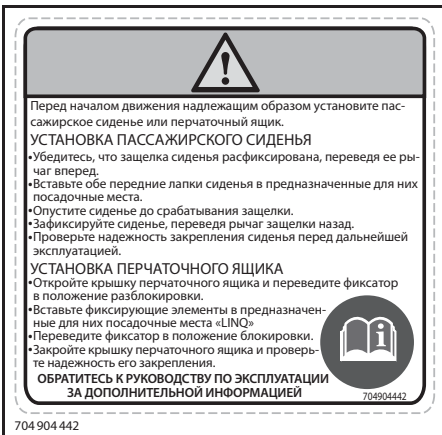 Перед началом движения надлежащим образом установите пас-
сажирское сиденье или перчаточный ящик.
УСТАНОВКА ПАССАЖИРСКОГО СИДЕНЬЯ
•Убедитесь, что защелка сиденья расфиксирована, переведя ее ры-
чаг вперед.
•Вставьте обе передние лапки сиденья в предназначенные для них
посадочные места.
•Опустите сиденье до срабатывания защелки.
•Зафиксируйте сиденье, переведя рычаг защелки назад.
•Проверьте надежность закрепления сиденья перед дальнейшей
эксплуатацией.
УСТАНОВКА ПЕРЧАТОЧНОГО ЯЩИКА
•Откройте крышку перчаточного ящика и переведите фиксатор
в положение разблокировки.
•Вставьте фиксирующие элементы в предназначен-
ные для них посадочные места «LINQ»
•Переведите фиксатор в положение блокировки.
•Закройте крышку перчаточного ящика и проверь-
те надежность его закрепления.
ОБРАТИТЕСЬ К РУКОВОДСТВУ ПО ЭКСПЛУАТАЦИИ
ЗА ДОПОЛНИТЕЛЬНОЙ ИНФОРМАЦИЕЙ
704904442
704 904 442